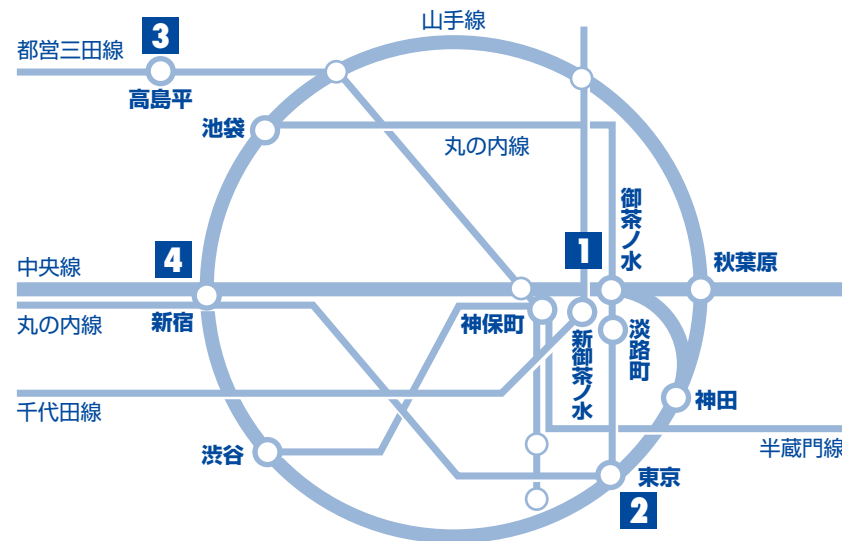 山手線
3
都営三田線
高島平
池袋
丸の内線
御茶ノ水
1
4
秋葉原
中央線
新宿
丸の内線
神保町
新御茶ノ水
淡路町
神田
千代田線
渋谷
半蔵門線
東京
2